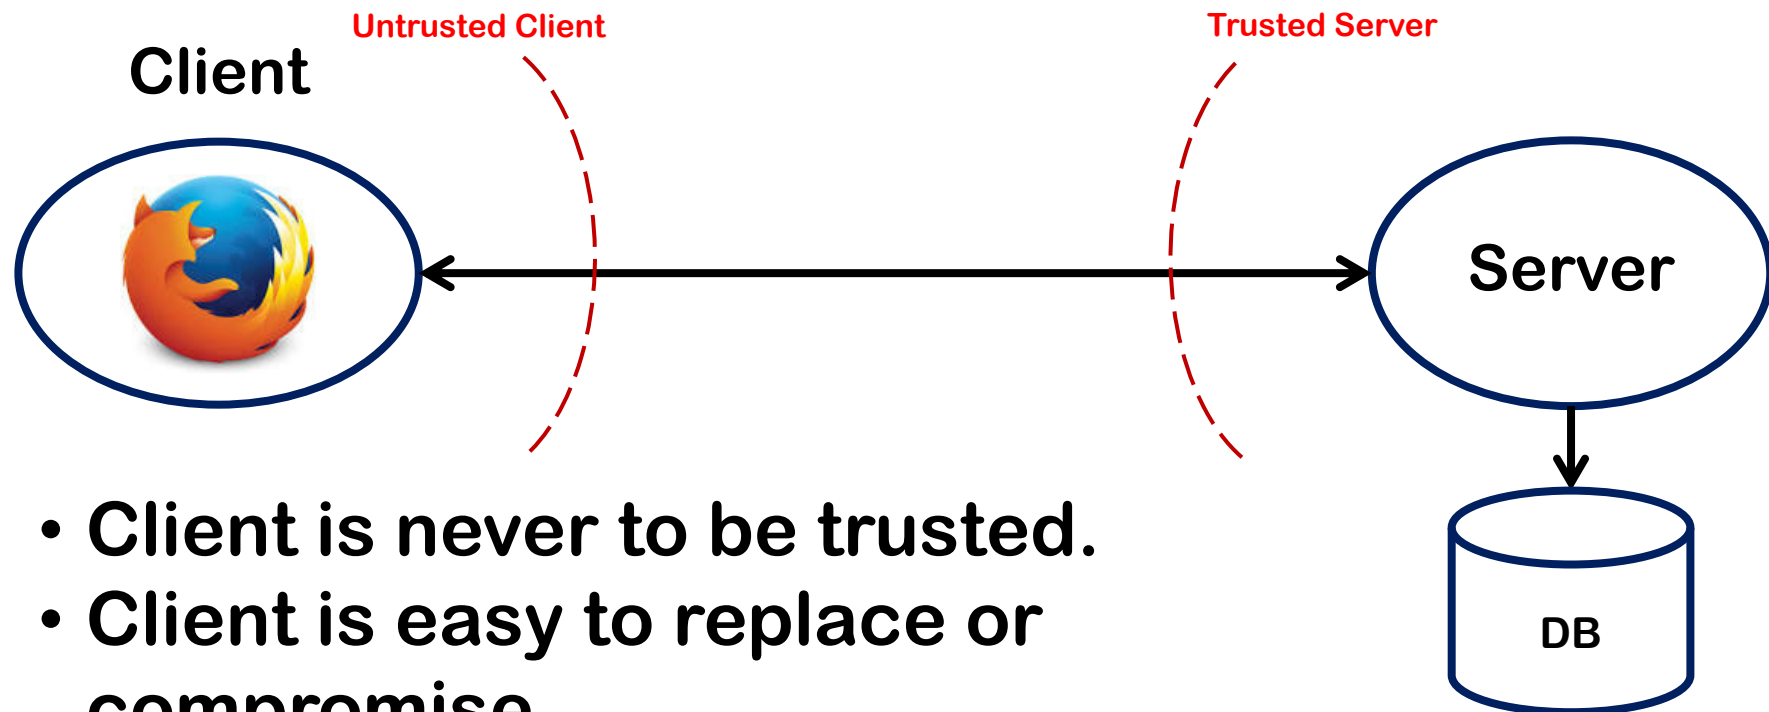 Untrusted Client
Trusted Server
Client
Server
• Client is never to be trusted.
• Client is easy to replace or
compromise
DB